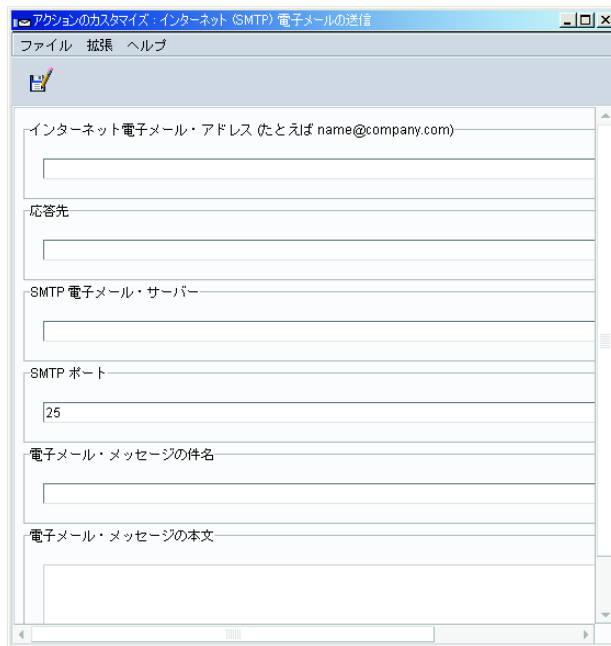 アクションのカスタマイズ : インターネット (SMTP) 電子メールの送信
ファイル 拡張 ヘルプ
インターネット電子メール・アドレス (たとえば name@company.com)
応答先
SMTP 電子メール・サーバー
SMTP ポート
25
電子メール・メッセージの件名
電子メール・メッセージの本文